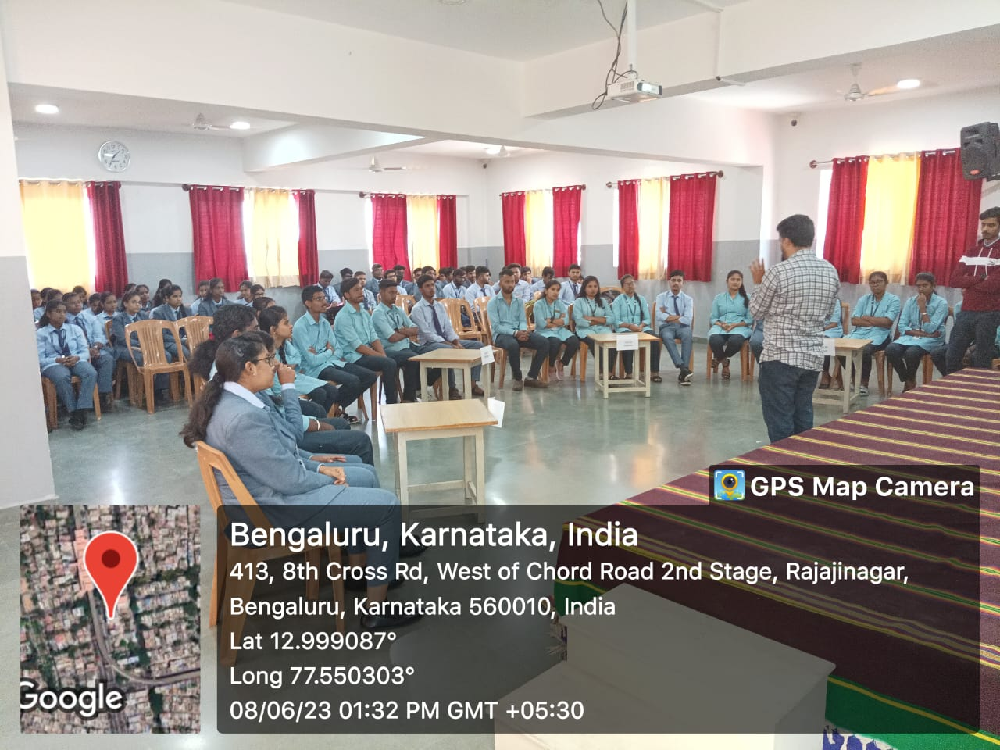 GPS Map Camera
Bengaluru, Karnataka, India
413, 8th Cross Rd, West of Chord Road 2nd Stage, Rajajinagar,
Bengaluru, Karnataka 560010, India
Lat 12.999087°
Long 77.550303°
08/06/23 01:32 PM GMT +05:30
Google